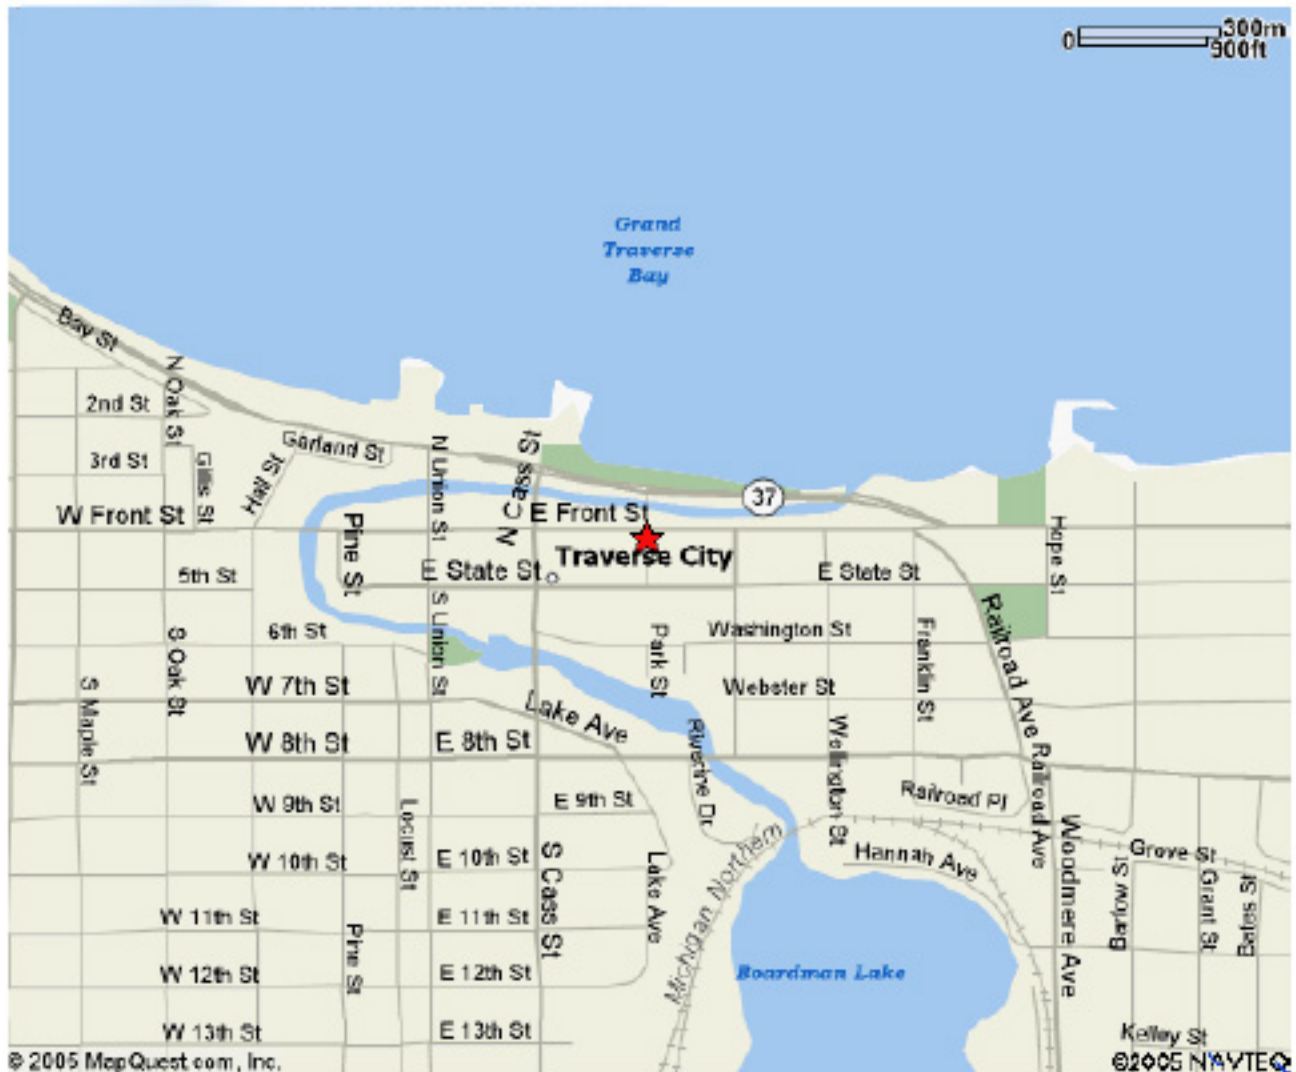 300m
0
900ft
Grand
Traverse
Bay
Bay St
N Oak St
2nd St
Garland St
N Union St
N Cass St
3rd St
Gillis St
Hall St
37
W Front St
E Front St
Pine St
Hope St
Traverse City
5th St
E State St
E State St
S Union St
Railroad Ave
6th St
S Oak St
Park St
Washington St
Franklin St
W 7th St
Webster St
S Maple St
Lake Ave
W 8th St
E 8th St
Riverine Dr
Wellington St
Railroad Ave
W 9th St
Locust St
E 9th St
Railroad Pl
W 10th St
E 10th St
S Cass St
Lake Ave
Michigan Northern
Hannah Ave
Woodmere Ave
Grove St
Barlow St
Grant St
Bates St
W 11th St
E 11th St
Pine St
W 12th St
E 12th St
Boardman Lake
W 13th St
E 13th St
Kelley St
© 2005 MapQuest.com, Inc.
©2005 NAVTEQ